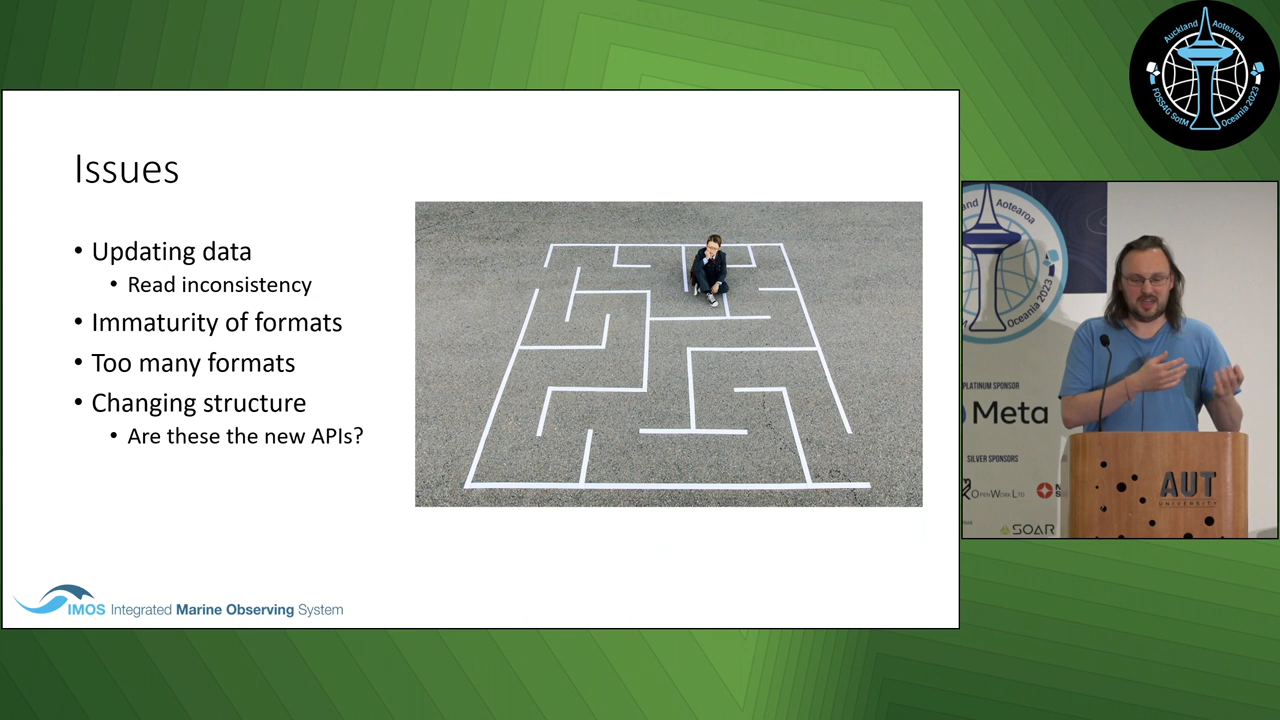 Issues
• Updating data
• Read inconsistency
• Immaturity of formats
• Too many formats
• Changing structure
• Are these the new APIs?
IMOS Integrated Marine Observing System
Auckland Aotearoa
FOSS4G SotM Oceania 2023
Aotearoa
Oceania 2023
PLATINUM SPONSOR
Meta
SILVER SPONSORS
OPENWORK LTD
SOAR
AUT
UNIVERSITY